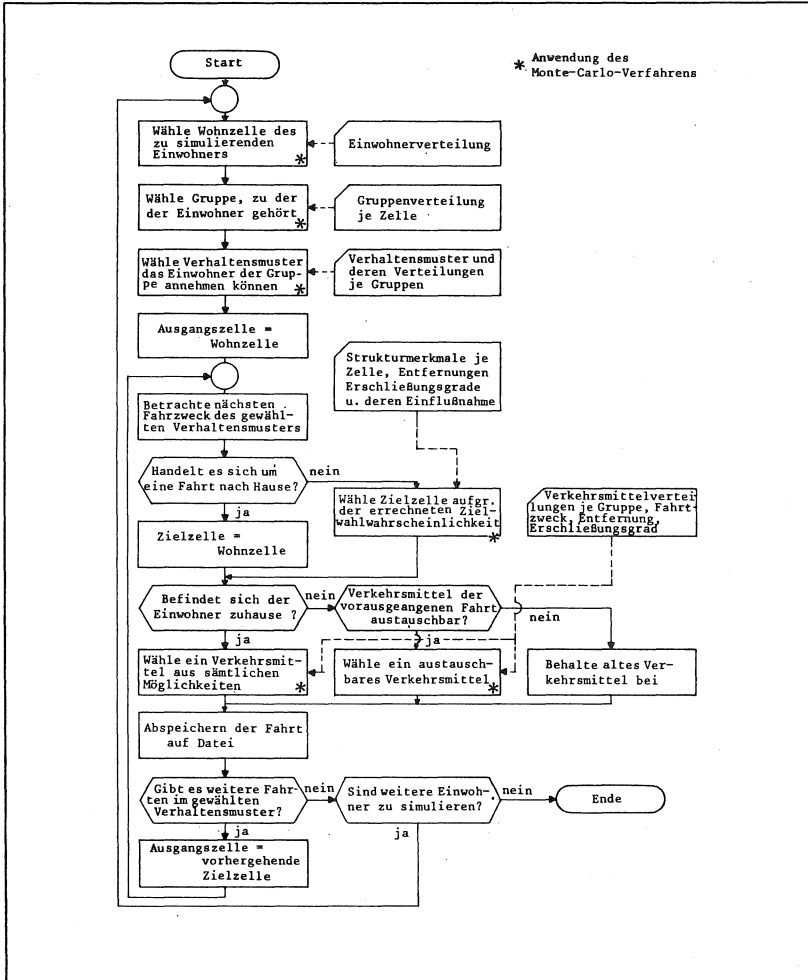 Start
* Anwendung des
Monte-Carlo-Verfahrens
Wähle Wohnzelle des
zu simulierenden
Einwohners *
Einwohnerverteilung
Wähle Gruppe, zu der
der Einwohner gehört *
Gruppenverteilung
je Zelle
Wähle Verhaltensmuster
das Einwohner der Grup-
pe annehmen können *
Verhaltensmuster und
deren Verteilungen
je Gruppen
Ausgangszelle =
Wohnzelle
Strukturmerkmale je
Zelle, Entfernungen
Erschließungsgrade
u. deren Einflußnahme
Betrachte nächsten
Fahrzweck des gewähl-
ten Verhaltensmusters
Handelt es sich um
eine Fahrt nach Hause?
nein
ja
Wähle Zielzelle aufgr.
der errechneten Ziel-
wahlwahrscheinlichkeit *
Verkehrsmittelvertei-
lungen je Gruppe, Fahrt-
zweck, Entfernung,
Erschließungsgrad
Zielzelle =
Wohnzelle
Befindet sich der
Einwohner zuhause ?
nein
ja
Verkehrsmittel der
vorausgeangenen Fahrt
austauschbar?
nein
ja
Wähle ein Verkehrsmit-
tel aus sämtlichen
Möglichkeiten *
Wähle ein austausch-
bares Verkehrsmittel *
Behalte altes Ver-
kehrsmittel bei
Abspeichern der Fahrt
auf Datei
Gibt es weitere Fahr-
ten im gewählten
Verhaltensmuster?
nein
ja
Sind weitere Einwoh-
ner zu simulieren?
nein
ja
Ende
Ausgangszelle =
vorhergehende
Zielzelle